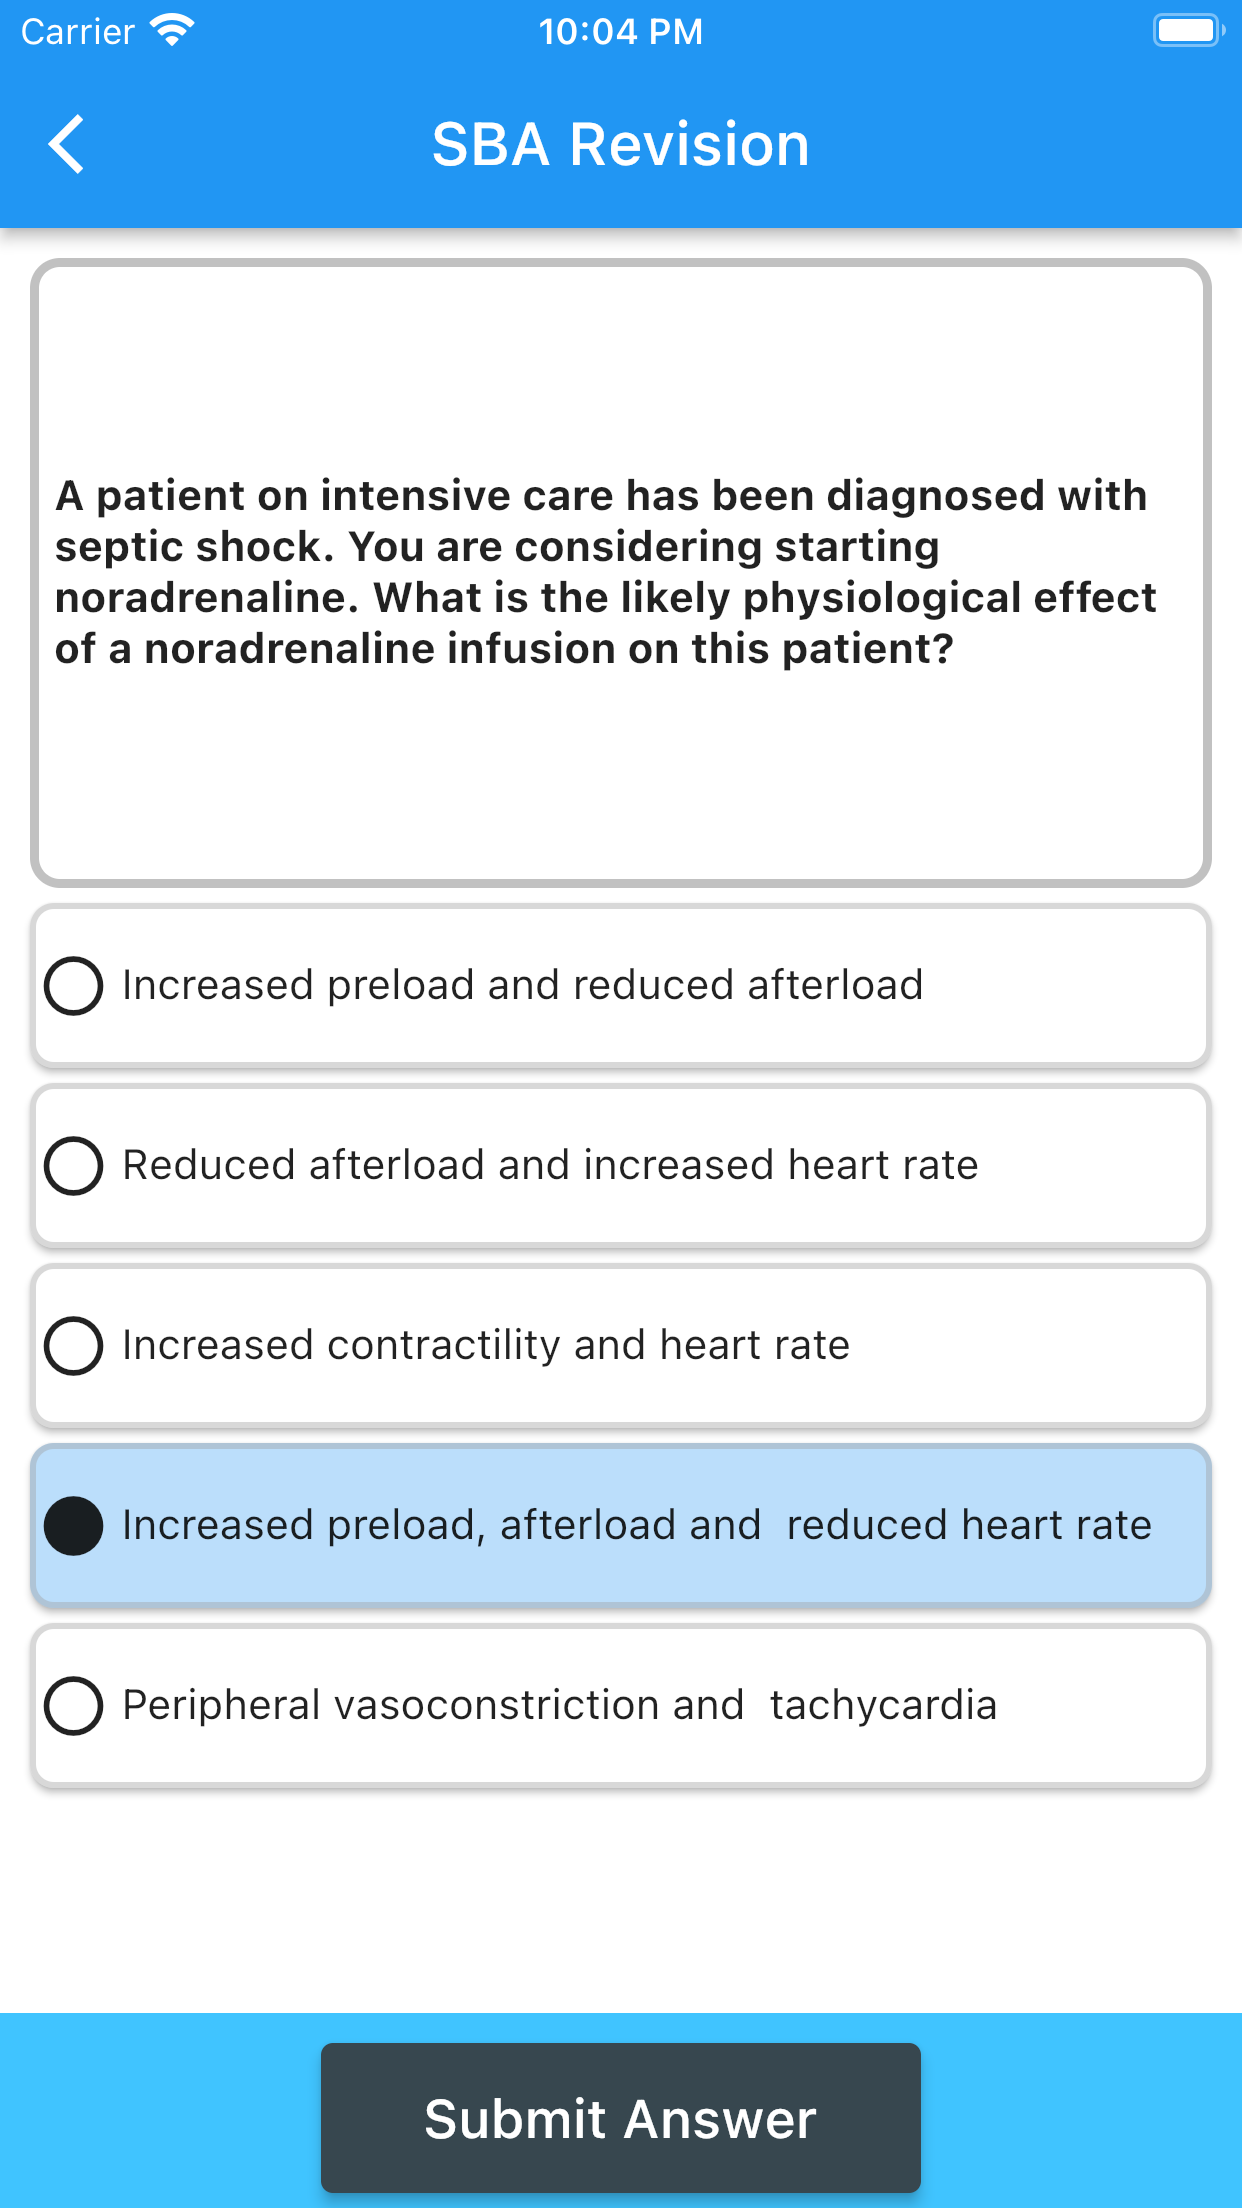 Carrier
10:04 PM
SBA Revision
A patient on intensive care has been diagnosed with
septic shock. You are considering starting
noradrenaline. What is the likely physiological effect
of a noradrenaline infusion on this patient?
Increased preload and reduced afterload
Reduced afterload and increased heart rate
Increased contractility and heart rate
Increased preload, afterload and  reduced heart rate
Peripheral vasoconstriction and  tachycardia
Submit Answer